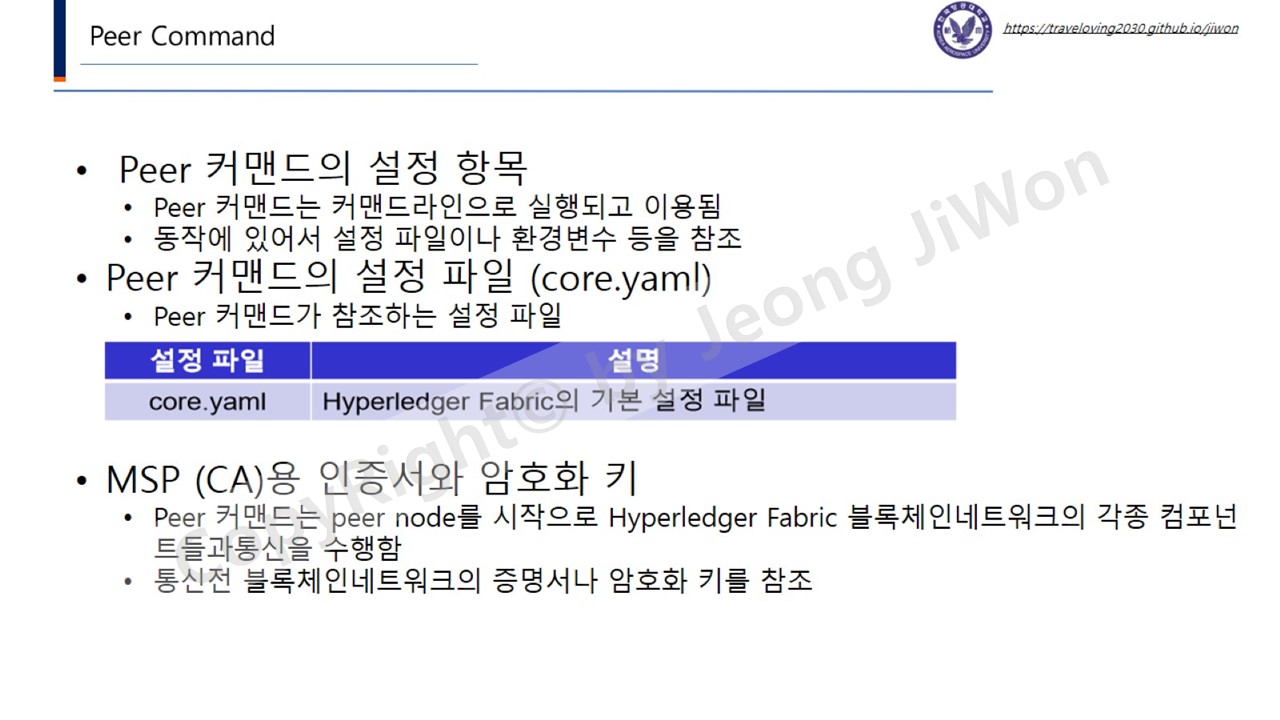 Peer Command
https://traveloving2030.github.io/jiwon
• Peer 커맨드의 설정 항목
• Peer 커맨드는 커맨드라인으로 실행되고 이용됨
• 동작에 있어서 설정 파일이나 환경변수 등을 참조
• Peer 커맨드의 설정 파일 (core.yaml)
• Peer 커맨드가 참조하는 설정 파일
설정 파일 설명
core.yaml Hyperledger Fabric의 기본 설정 파일
• MSP (CA)용 인증서와 암호화 키
• Peer 커맨드는 peer node를 시작으로 Hyperledger Fabric 블록체인네트워크의 각종 컴포넌
트들과통신을 수행함
• 통신전 블록체인네트워크의 증명서나 암호화 키를 참조
CopyRight© by Jeong JiWon